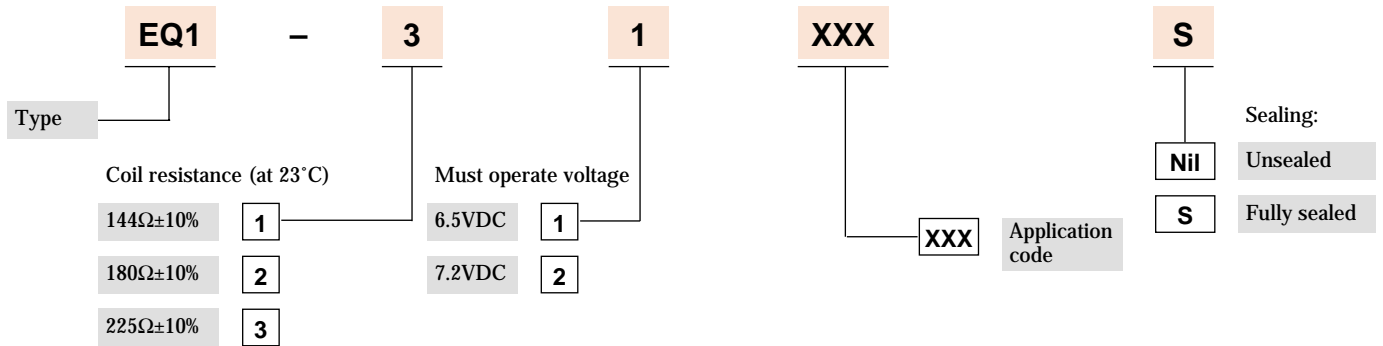 EQ1 – 3 1 XXX S
Type
Sealing:
Coil resistance (at 23˚C)
Must operate voltage
Nil Unsealed
144Ω±10% 1
6.5VDC 1
S Fully sealed
XXX Application
code
180Ω±10% 2
7.2VDC 2
225Ω±10% 3